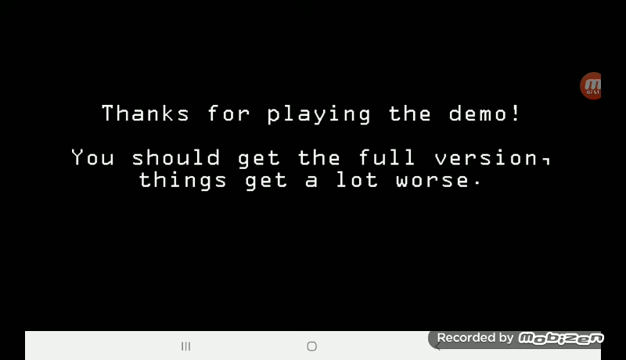 Thanks for playing the demo!
You should get the full version,
things get a lot worse.
Recorded by mobizen